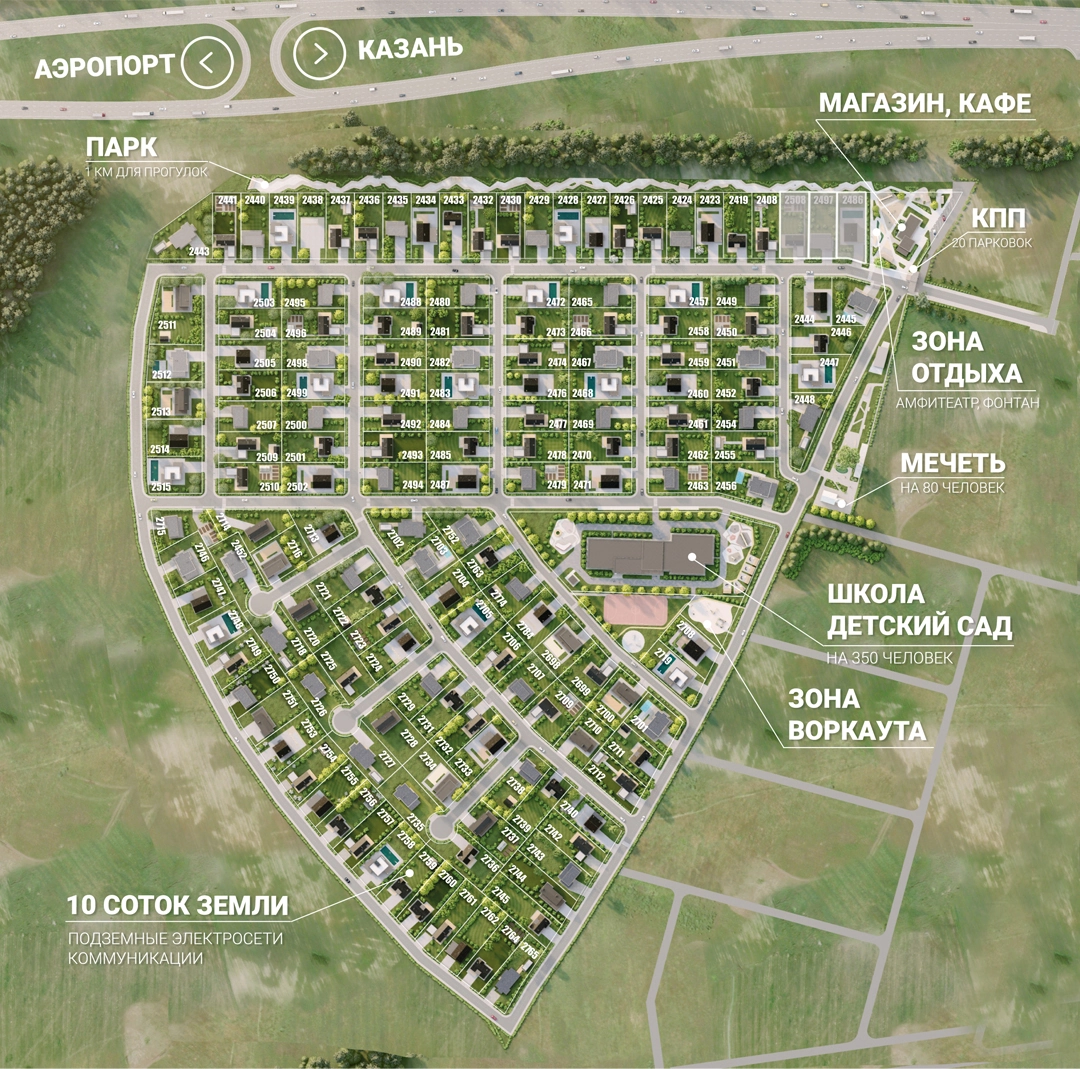 АЭРОПОРТ
КАЗАНЬ
МАГАЗИН, КАФЕ
ПАРК
1 КМ ДЛЯ ПРОГУЛОК
2441 2440 2439 2438 2437 2436 2435 2434 2433 2432 2430 2429 2428 2427 2426 2425 2424 2423 2419 2408 2508 2497 2486
КПП
20 ПАРКОВОК
2443
2503 2495 2488 2480 2472 2465 2457 2449
2444 2445
2511 2504 2496 2489 2481 2473 2466 2458 2450 2446
ЗОНА
ОТДЫХА
АМФИТЕАТР, ФОНТАН
2512 2505 2498 2490 2482 2474 2467 2459 2451 2447
2513 2506 2499 2491 2483 2476 2468 2460 2452 2448
2507 2500 2492 2484 2477 2469 2461 2454
2514 2509 2501 2493 2485 2478 2470 2462 2455
2515 2510 2502 2494 2487 2479 2471 2463 2456
МЕЧЕТЬ
НА 80 ЧЕЛОВЕК
2715 2714 2713 2702 2703 2752
2746 2452 2716 2704 2763
2747 2721 2705 2774
2748 2720 2722 2706 2784 2708
ШКОЛА
ДЕТСКИЙ САД
НА 350 ЧЕЛОВЕК
2749 2718 2723 2707 2698 2719
2750 2725 2724 2709 2699
2751 2726 2729 2710 2700
ЗОНА
ВОРКАУТА
2753 2728 2731 2711
2754 2727 2732 2712
2755 2734 2733
2756 2738 2740
2757 2735 2739 2742
2758 2737 2743
2759 2736 2744
2760 2745
2761 2762
2764 2765
10 СОТОК ЗЕМЛИ
ПОДЗЕМНЫЕ ЭЛЕКТРОСЕТИ
КОММУНИКАЦИИ